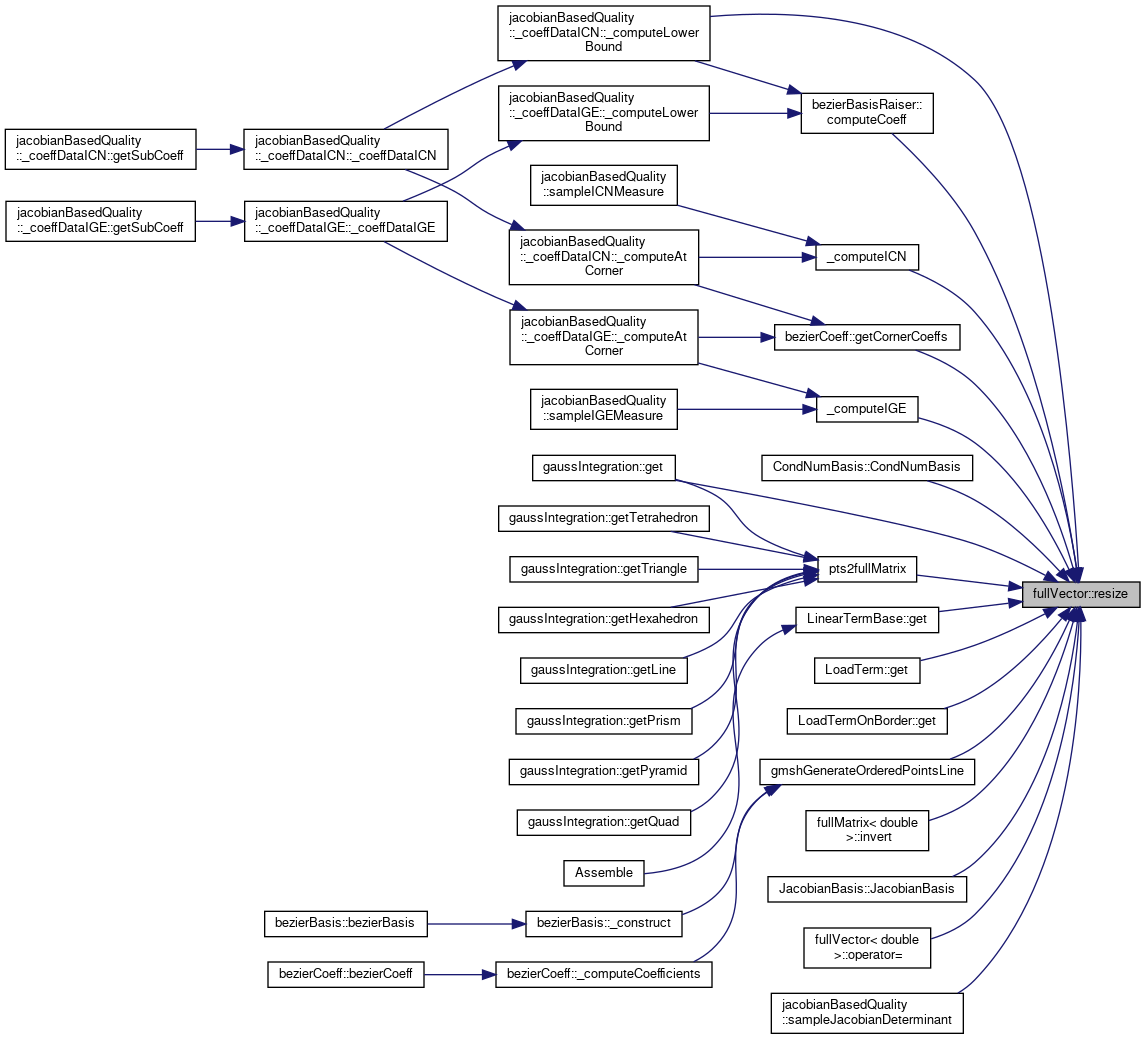 jacobianBasedQuality
::_coeffDataICN::_computeLower
Bound
jacobianBasedQuality
::_coeffDataIGE::_computeLower
Bound
bezierBasisRaiser::
computeCoeff
jacobianBasedQuality
::_coeffDataICN::getSubCoeff
jacobianBasedQuality
::_coeffDataICN::_coeffDataICN
jacobianBasedQuality
::sampleICNMeasure
jacobianBasedQuality
::_coeffDataIGE::getSubCoeff
jacobianBasedQuality
::_coeffDataIGE::_coeffDataIGE
jacobianBasedQuality
::_coeffDataICN::_computeAt
Corner
_computeICN
jacobianBasedQuality
::_coeffDataIGE::_computeAt
Corner
bezierCoeff::getCornerCoeffs
jacobianBasedQuality
::sampleIGEMeasure
_computeIGE
gaussIntegration::get
CondNumBasis::CondNumBasis
gaussIntegration::getTetrahedron
gaussIntegration::getTriangle
pts2fullMatrix
fullVector::resize
gaussIntegration::getHexahedron
LinearTermBase::get
gaussIntegration::getLine
LoadTerm::get
gaussIntegration::getPrism
LoadTermOnBorder::get
gaussIntegration::getPyramid
gmshGenerateOrderedPointsLine
gaussIntegration::getQuad
fullMatrix< double
>::invert
Assemble
JacobianBasis::JacobianBasis
bezierBasis::bezierBasis
bezierBasis::_construct
fullVector< double
>::operator=
bezierCoeff::bezierCoeff
bezierCoeff::_computeCoefficients
jacobianBasedQuality
::sampleJacobianDeterminant